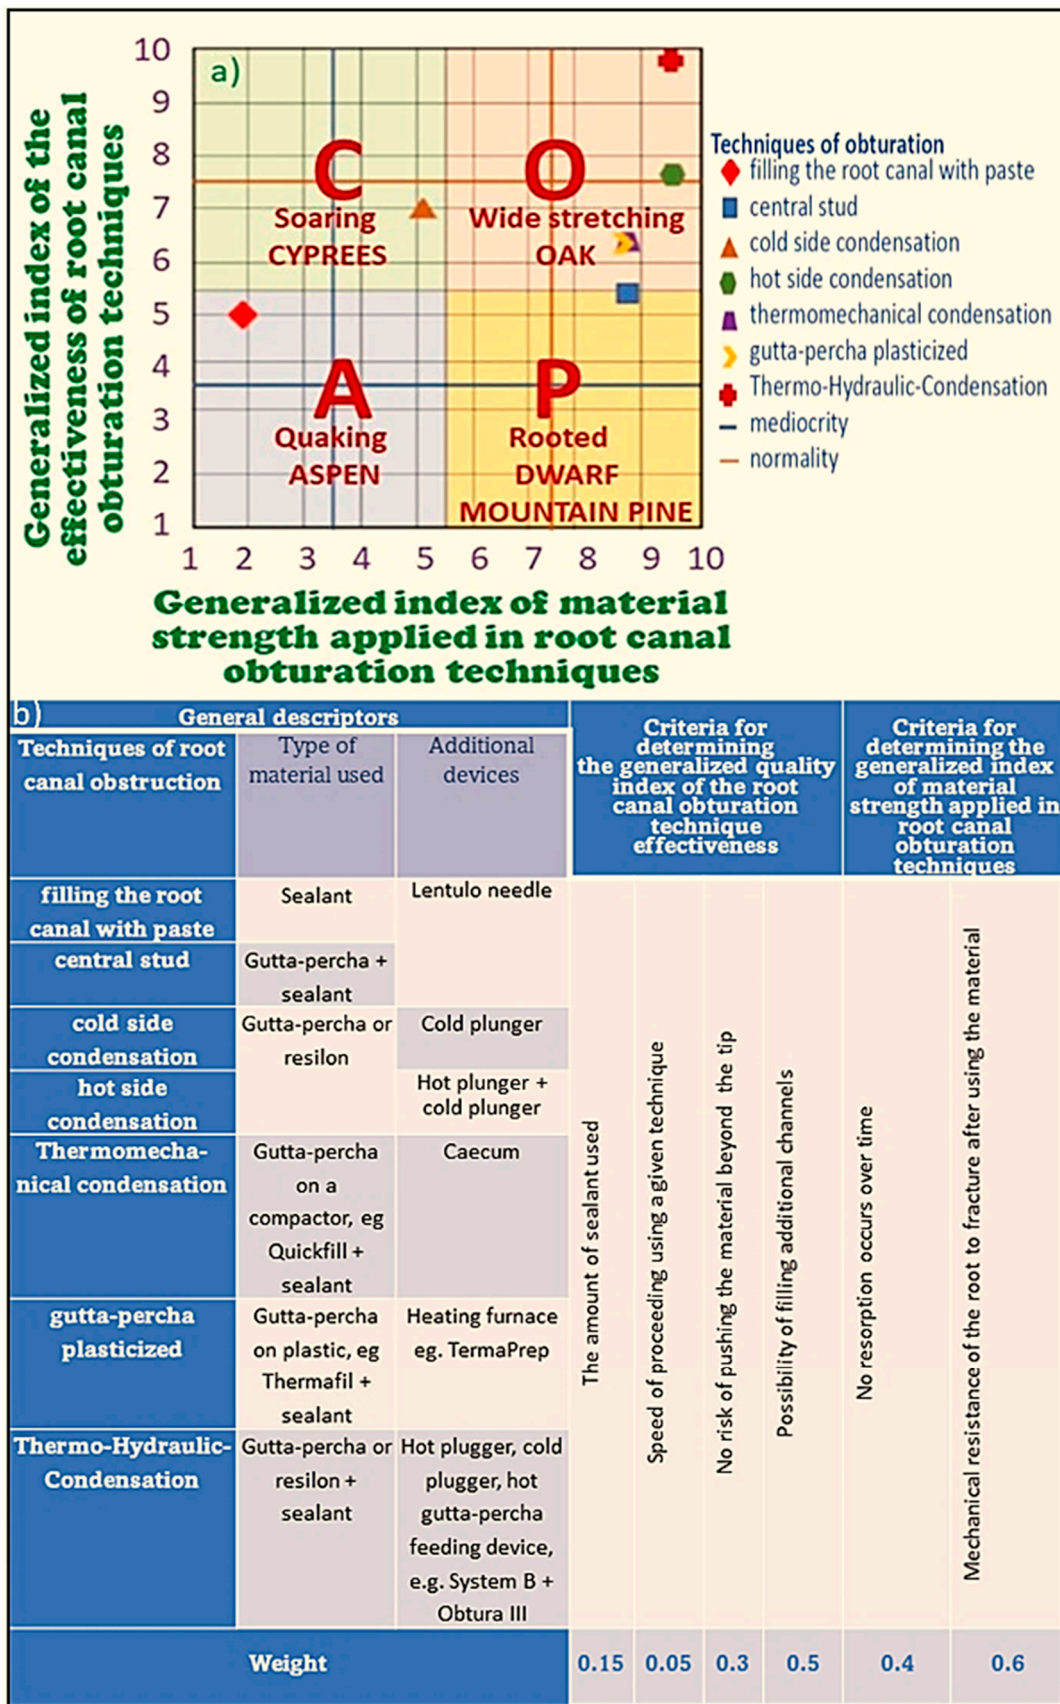 Generalized index of the
effectiveness of root canal
obturation techniques
10
9
8
7
6
5
4
3
2
1
a)
C
Soaring
CYPREES
O
Wide stretching
OAK
A
Quaking
ASPEN
P
Rooted
DWARF
MOUNTAIN PINE
1 2 3 4 5 6 7 8 9 10
Generalized index of material
strength applied in root canal
obturation techniques
Techniques of obturation
filling the root canal with paste
central stud
cold side condensation
hot side condensation
thermomechanical condensation
gutta-percha plasticized
Thermo-Hydraulic-Condensation
mediocrity
normality
b)
General descriptors
Techniques of root
canal obstruction
Type of
material used
Additional
devices
Criteria for
determining
the generalized quality
index of the root
canal obturation
technique
effectiveness
Criteria for
determining the
generalized index
of material
strength applied in
root canal
obturation
techniques
filling the root
canal with paste
Sealant
Lentulo needle
central stud
Gutta-percha +
sealant
cold side
condensation
Gutta-percha or
resilon
Cold plunger
hot side
condensation
Hot plunger +
cold plunger
Thermomecha-
nical condensation
Gutta-percha
on a
compactor, eg
Quickfill +
sealant
Caecum
gutta-percha
plasticized
Gutta-percha
on plastic, eg
Thermafil +
sealant
Heating furnace
eg. TermaPrep
Thermo-Hydraulic-
Condensation
Gutta-percha or
resilon +
sealant
Hot plugger, cold
plugger, hot
gutta-percha
feeding device,
e.g. System B +
Obtura III
The amount of sealant used
Speed of proceeding using a given technique
No risk of pushing the material beyond the tip
Possibility of filling additional channels
No resorption occurs over time
Mechanical resistance of the root to fracture after using the material
Weight
0.15 0.05 0.3 0.5 0.4 0.6